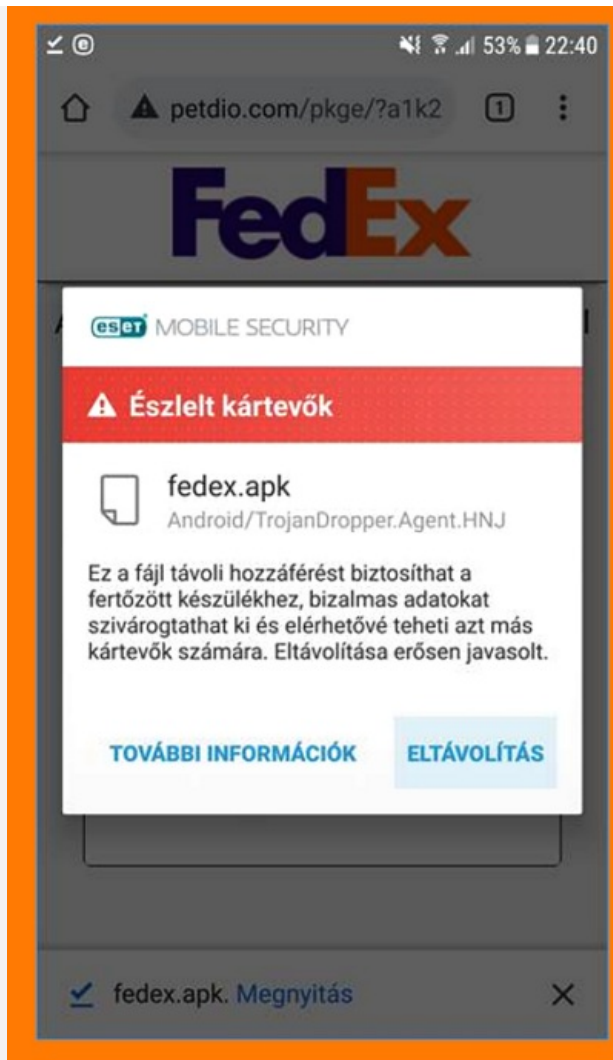 53% 22:40
petdio.com/pkge/?a1k2 1
FedEx
eset MOBILE SECURITY
Észlelt kártevők
fedex.apk
Android/TrojanDropper.Agent.HNJ
Ez a fájl távoli hozzáférést biztosíthat a
fertőzött készülékhez, bizalmas adatokat
szivárogtathat ki és elérhetővé teheti azt más
kártevők számára. Eltávolítása erősen javasolt.
TOVÁBBI INFORMÁCIÓK ELTÁVOLÍTÁS
fedex.apk. Megnyitás